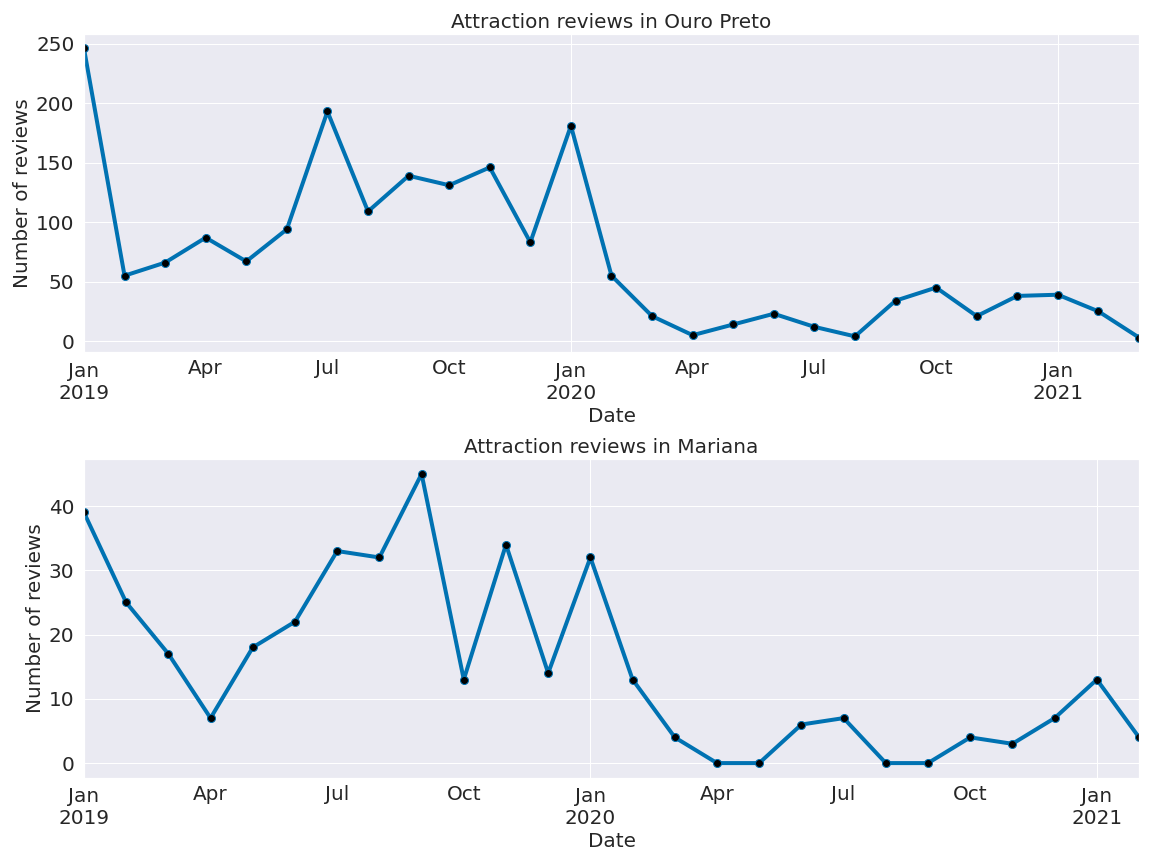 Attraction reviews in Ouro Preto
Number of reviews
250
200
150
100
50
0
Jan Apr Jul Oct Jan Apr Jul Oct Jan
2019 2020 2021
Date
Attraction reviews in Mariana
Number of reviews
40
30
20
10
0
Jan Apr Jul Oct Jan Apr Jul Oct Jan
2019 2020 2021
Date